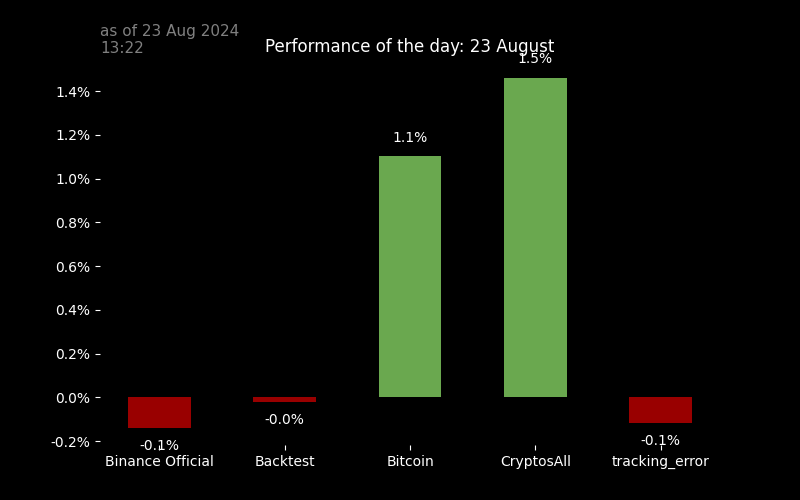 as of 23 Aug 2024
13:22
Performance of the day: 23 August
1.5%
1.4%
1.2%
1.1%
1.0%
0.8%
0.6%
0.4%
0.2%
0.0%
-0.0%
-0.2%
-0.1%
-0.1%
Binance Official
Backtest
Bitcoin
CryptosAll
tracking_error